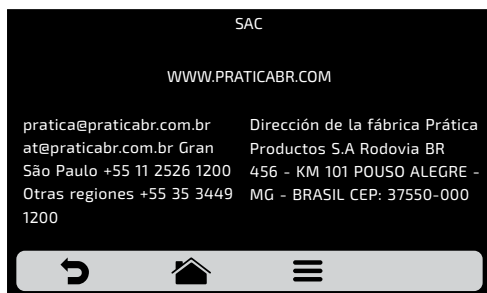 SAC
WWW.PRATICABR.COM
pratica@praticabr.com.br
at@praticabr.com.br Gran
São Paulo +55 11 2526 1200
Otras regiones +55 35 3449
1200
Dirección de la fábrica Prática
Productos S.A Rodovia BR
456 - KM 101 POUSO ALEGRE -
MG - BRASIL CEP: 37550-000